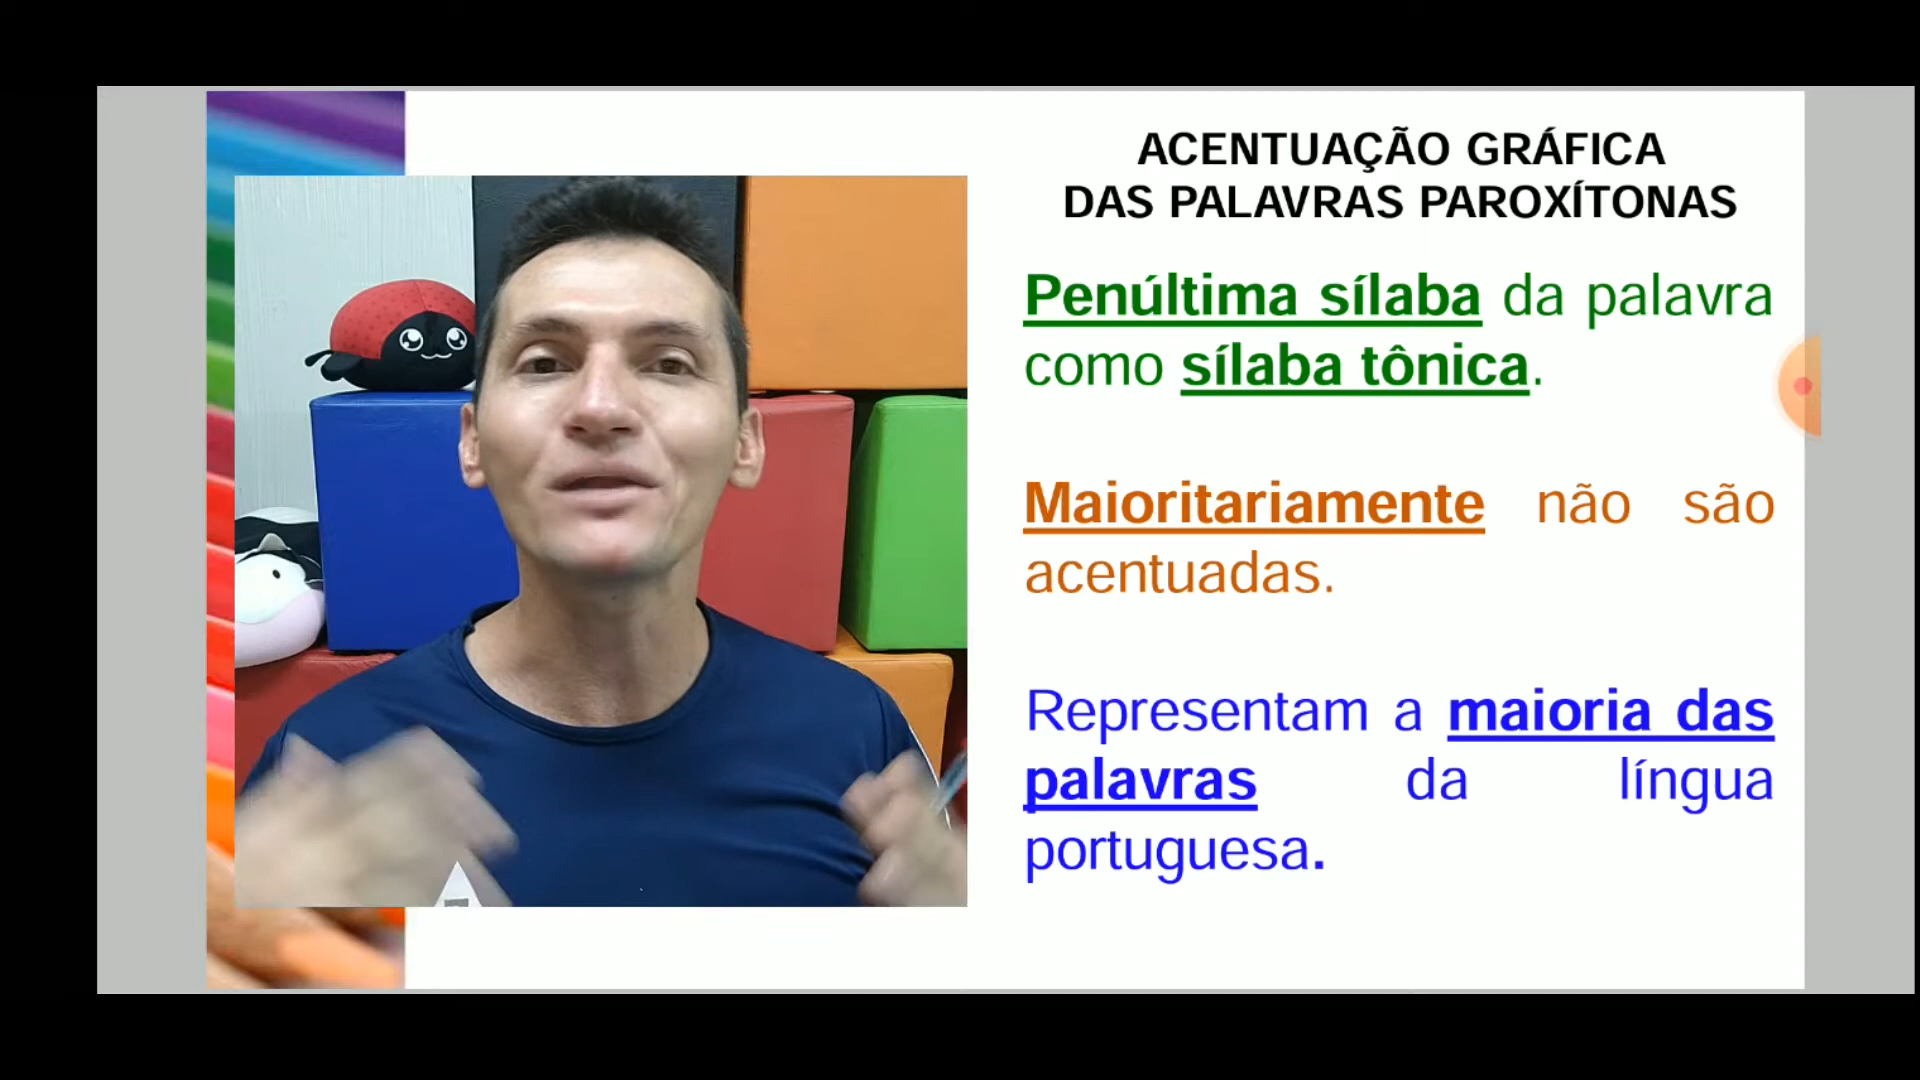 ACENTUAÇÃO GRÁFICA
DAS PALAVRAS PAROXÍTONAS
Penúltima sílaba da palavra
como sílaba tônica.
Maioritariamente não são
acentuadas.
Representam a maioria das
palavras da língua
portuguesa.